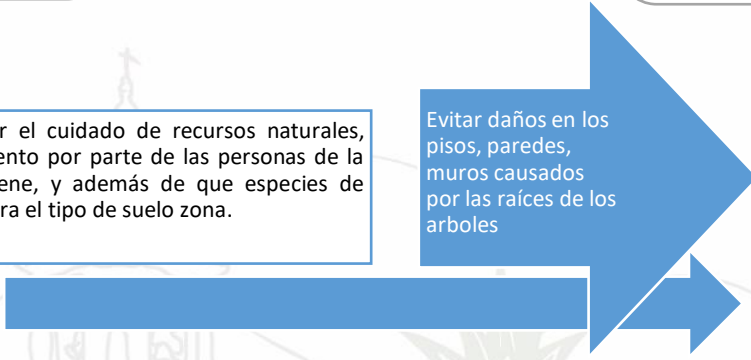 r el cuidado de recursos naturales,
ento por parte de las personas de la
ene, y además de que especies de
ra el tipo de suelo zona.
Evitar daños en los
pisos, paredes,
muros causados
por las raíces de los
arboles